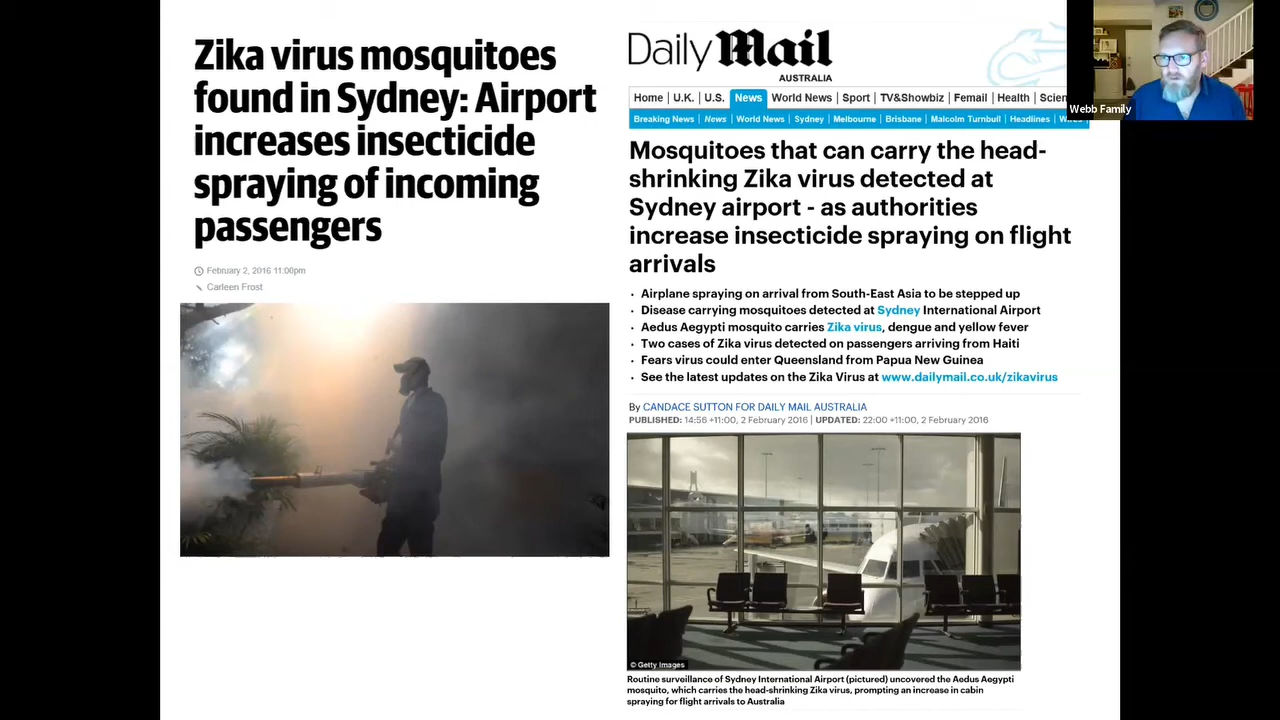 Zika virus mosquitoes
found in Sydney: Airport
increases insecticide
spraying of incoming
passengers
February 2, 2016 11:00pm
Carleen Frost
Daily Mail
AUSTRALIA
Home | U.K. | U.S. | News | World News | Sport | TV&Showbiz | Femail | Health | Scien
Breaking News | News | World News | Sydney | Melbourne | Brisbane | Malcolm Turnbull | Headlines |
Mosquitoes that can carry the head-
shrinking Zika virus detected at
Sydney airport - as authorities
increase insecticide spraying on flight
arrivals
• Airplane spraying on arrival from South-East Asia to be stepped up
• Disease carrying mosquitoes detected at Sydney International Airport
• Aedus Aegypti mosquito carries Zika virus, dengue and yellow fever
• Two cases of Zika virus detected on passengers arriving from Haiti
• Fears virus could enter Queensland from Papua New Guinea
• See the latest updates on the Zika Virus at www.dailymail.co.uk/zikavirus
By CANDACE SUTTON FOR DAILY MAIL AUSTRALIA
PUBLISHED: 14:56 +11:00, 2 February 2016 | UPDATED: 22:00 +11:00, 2 February 2016
© Getty Images
Routine surveillance of Sydney International Airport (pictured) uncovered the Aedus Aegypti
mosquito, which carries the head-shrinking Zika virus, prompting an increase in cabin
spraying for flight arrivals to Australia
Webb Family